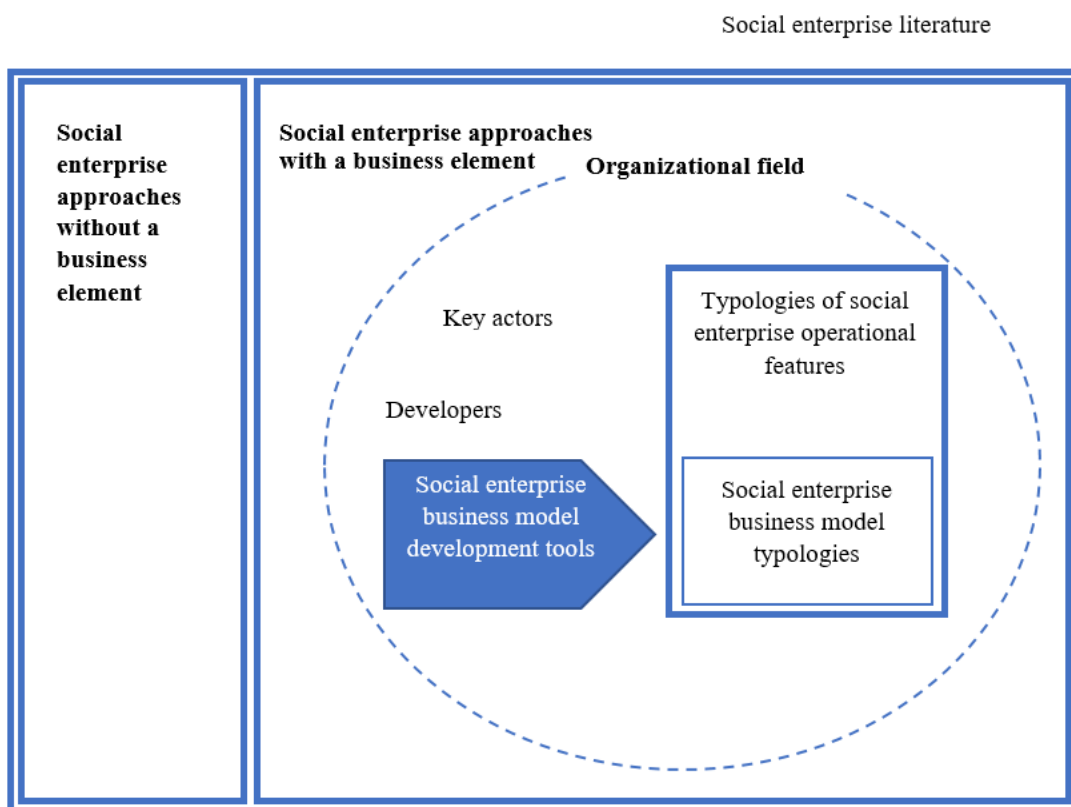 Social enterprise literature
Social
enterprise
approaches
without a
business
element
Social enterprise approaches
with a business element
Organizational field
Key actors
Developers
Social enterprise
business model
development tools
Typologies of social
enterprise operational
features
Social enterprise
business model
typologies